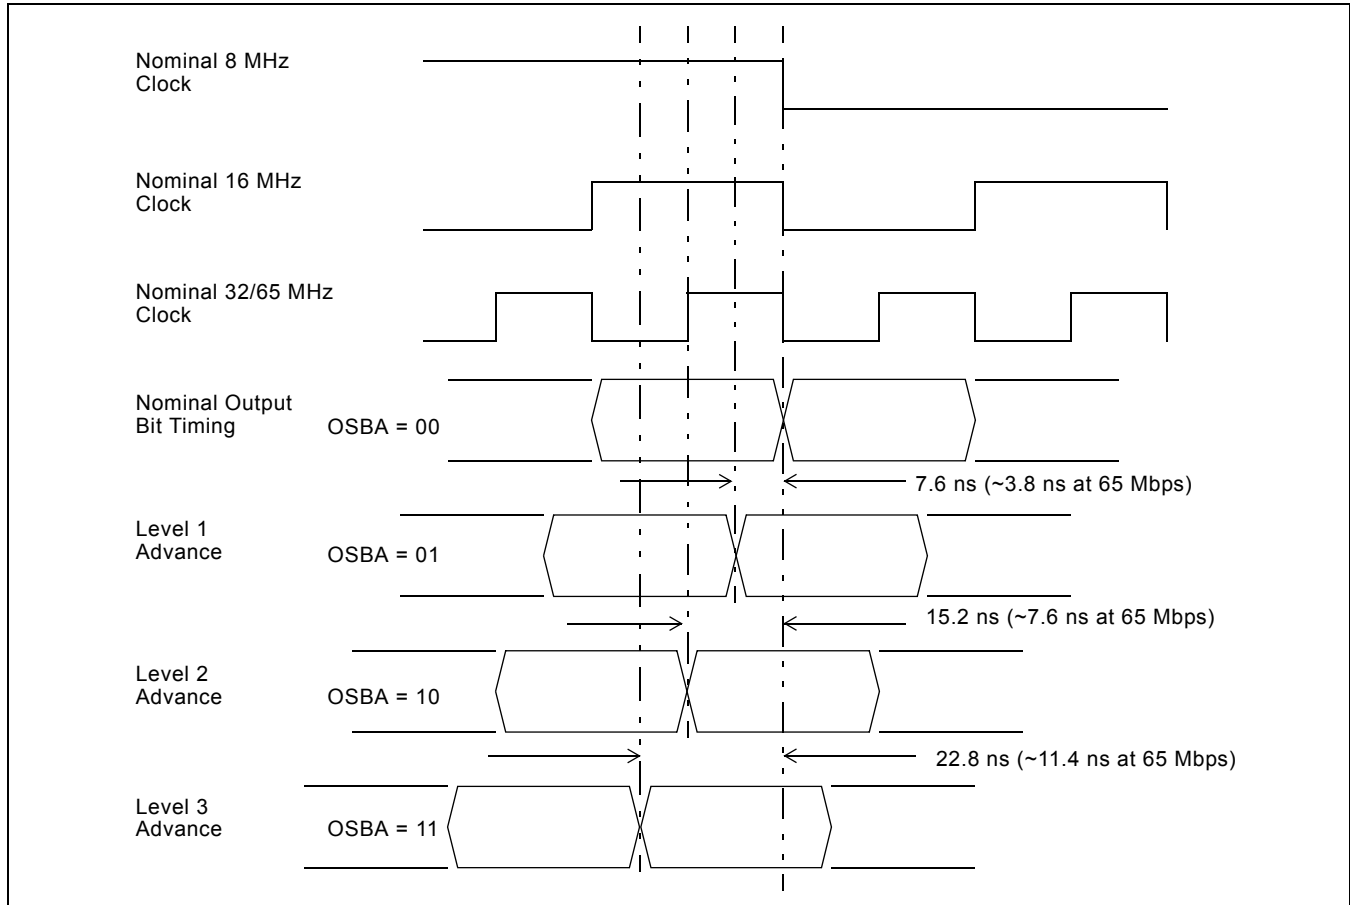 Nominal 8 MHz
Clock
Nominal 16 MHz
Clock
Nominal 32/65 MHz
Clock
Nominal Output
Bit Timing
OSBA = 00
7.6 ns (~3.8 ns at 65 Mbps)
Level 1
Advance
OSBA = 01
15.2 ns (~7.6 ns at 65 Mbps)
Level 2
Advance
OSBA = 10
22.8 ns (~11.4 ns at 65 Mbps)
Level 3
Advance
OSBA = 11